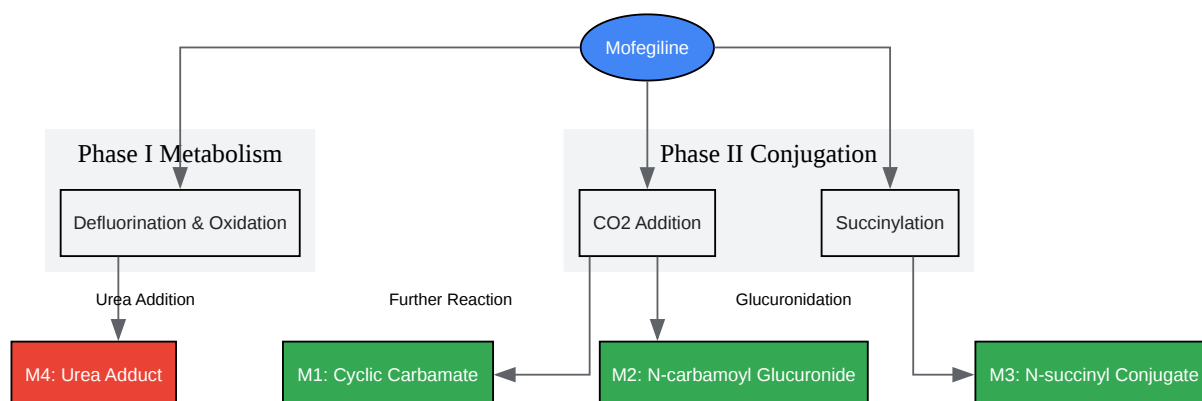 Mofegiline
Phase I Metabolism
Phase II Conjugation
Defluorination & Oxidation
CO2 Addition
Succinylation
Urea Addition
Further Reaction
Glucuronidation
M4: Urea Adduct
M1: Cyclic Carbamate
M2: N-carbamoyl Glucuronide
M3: N-succinyl Conjugate